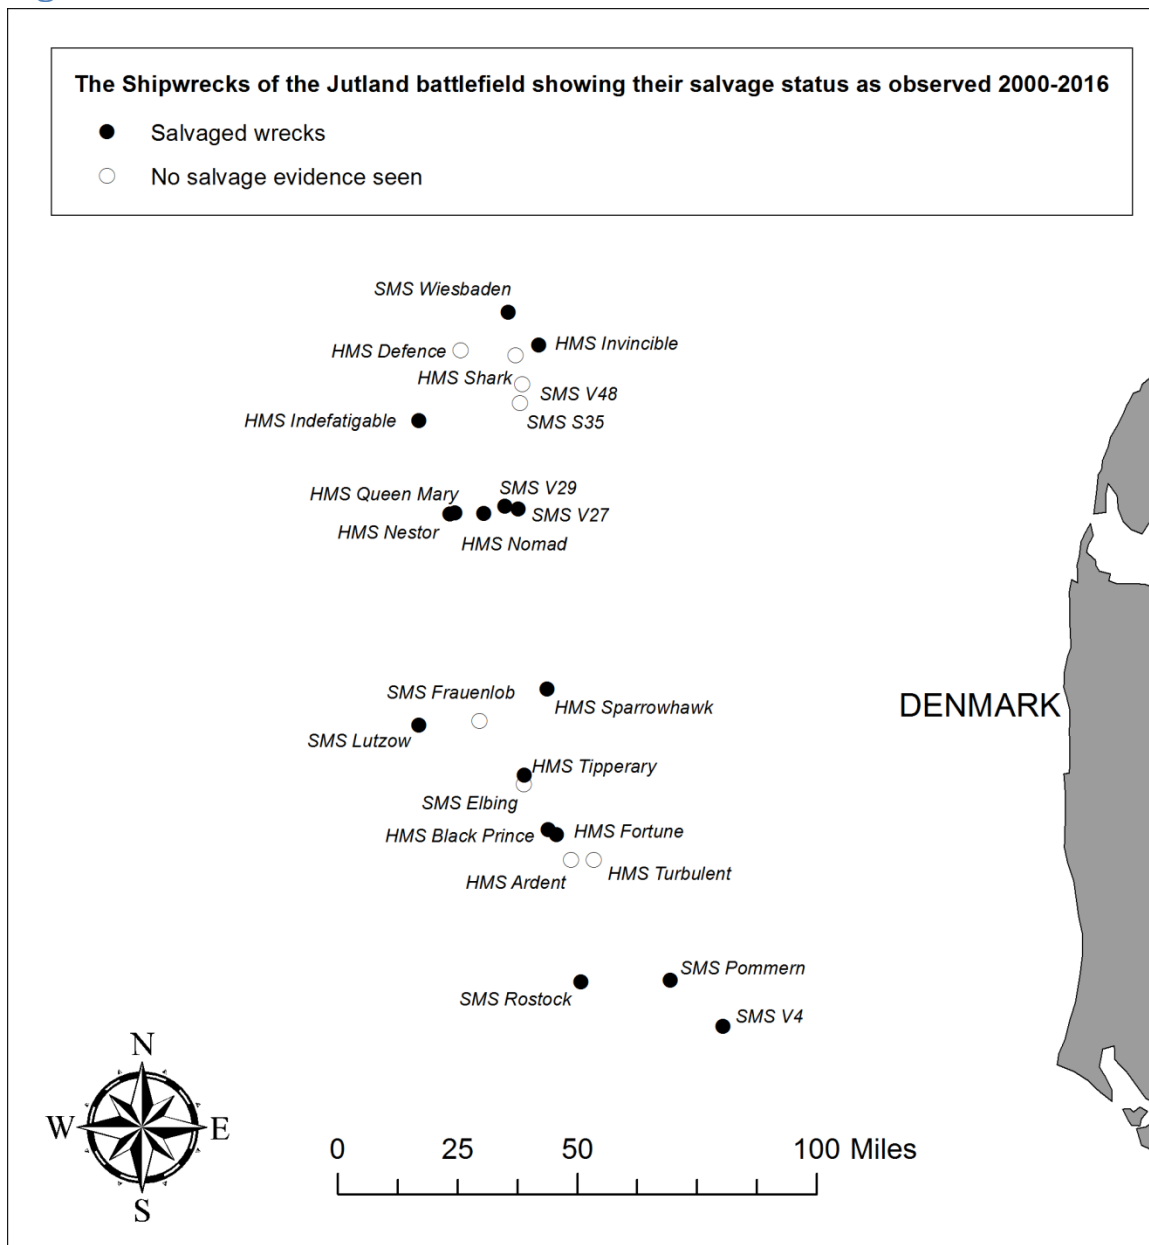 The Shipwrecks of the Jutland battlefield showing their salvage status as observed 2000-2016
Salvaged wrecks
No salvage evidence seen
SMS Wiesbaden
HMS Invincible
HMS Defence
HMS Shark
SMS V48
SMS S35
HMS Indefatigable
SMS V29
HMS Queen Mary
SMS V27
HMS Nestor
HMS Nomad
SMS Frauenlob
HMS Sparrowhawk
DENMARK
SMS Lutzow
HMS Tipperary
SMS Elbing
HMS Fortune
HMS Black Prince
HMS Turbulent
HMS Ardent
SMS Pommern
SMS Rostock
SMS V4
N
W E
S
0 25 50 100 Miles